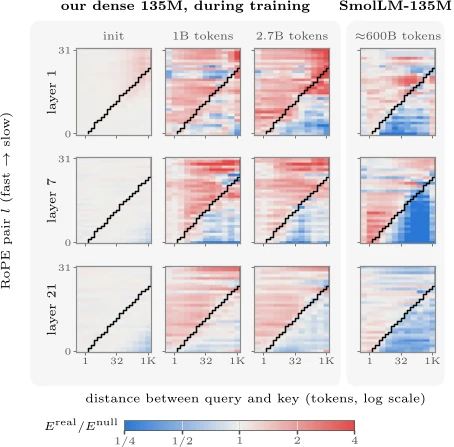 our dense 135M, during training
SmolLM-135M
init
1B tokens
2.7B tokens
≈600B tokens
RoPE pair l (fast → slow)
layer 1
31
0
layer 7
31
0
layer 21
31
0
1 32 1K
1 32 1K
1 32 1K
1 32 1K
distance between query and key (tokens, log scale)
E^real/E^null
1/4 1/2 1 2 4